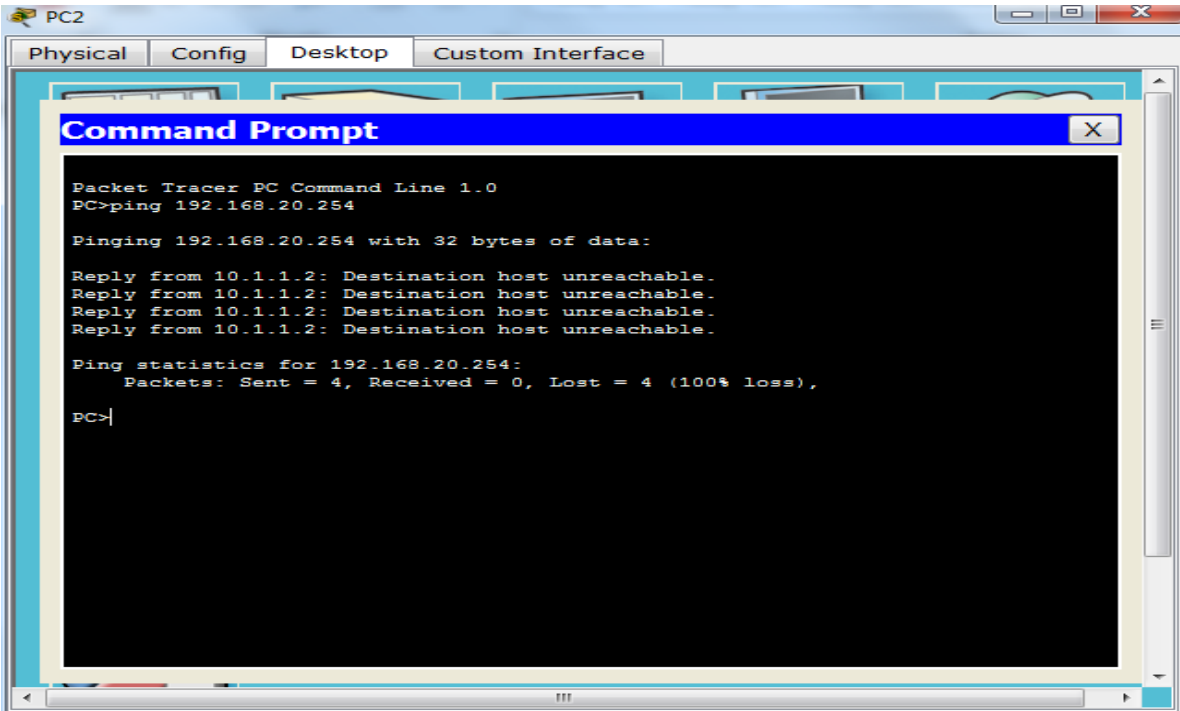 PC2
Physical Config Desktop Custom Interface
Command Prompt X
Packet Tracer PC Command Line 1.0
PC>ping 192.168.20.254
Pinging 192.168.20.254 with 32 bytes of data:
Reply from 10.1.1.2: Destination host unreachable.
Reply from 10.1.1.2: Destination host unreachable.
Reply from 10.1.1.2: Destination host unreachable.
Reply from 10.1.1.2: Destination host unreachable.
Ping statistics for 192.168.20.254:
Packets: Sent = 4, Received = 0, Lost = 4 (100% loss),
PC>